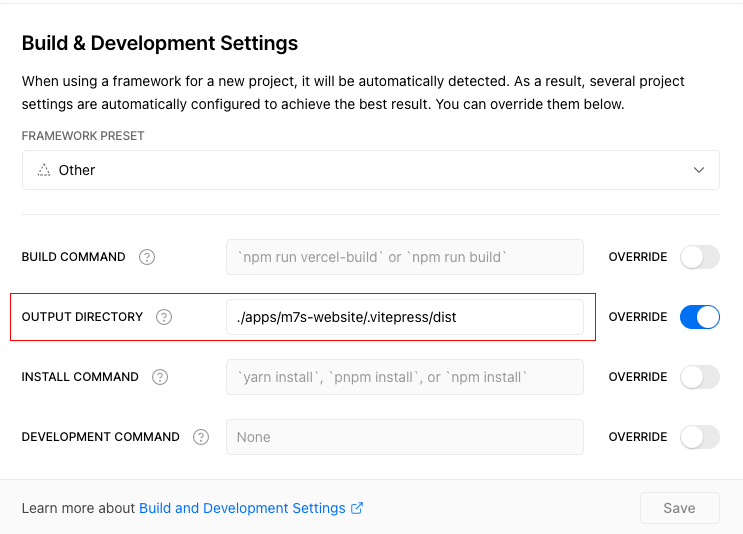 Build & Development Settings
When using a framework for a new project, it will be automatically detected. As a result, several project
settings are automatically configured to achieve the best result. You can override them below.
FRAMEWORK PRESET
Other
BUILD COMMAND ? `npm run vercel-build` or `npm run build` OVERRIDE
OUTPUT DIRECTORY ? ./apps/m7s-website/.vitepress/dist OVERRIDE
INSTALL COMMAND ? `yarn install`, `pnpm install`, or `npm install` OVERRIDE
DEVELOPMENT COMMAND ? None OVERRIDE
Learn more about Build and Development Settings Save